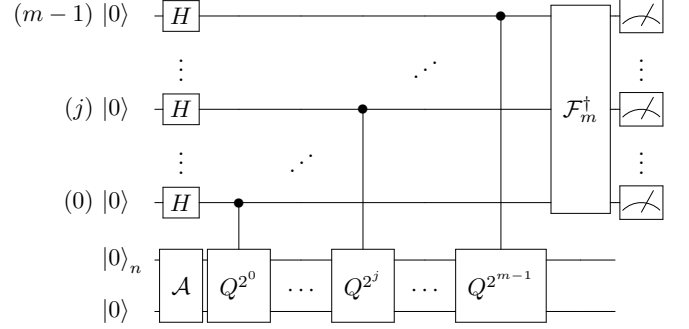 (m − 1) |0⟩ H
⋮ ⋰ ⋮
(j) |0⟩ H ℱ†ₘ
⋮ ⋰ ⋮
(0) |0⟩ H
|0⟩ₙ
𝒜 Q^{2^0} ⋯ Q^{2^j} ⋯ Q^{2^{m−1}}
|0⟩